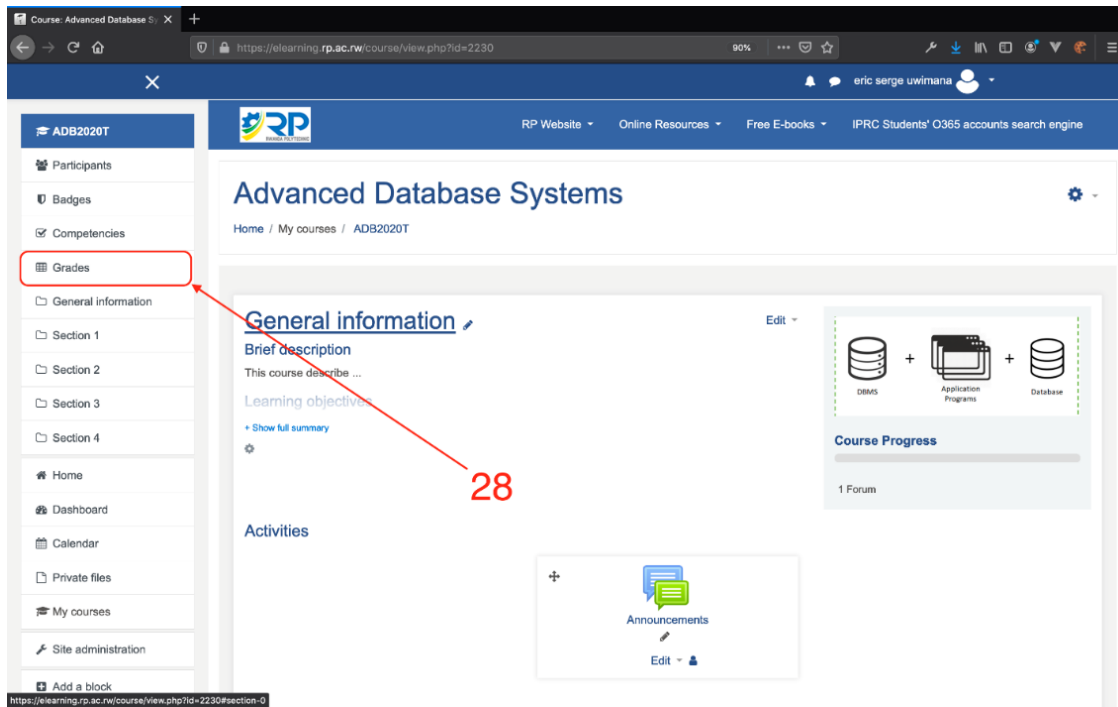 Course: Advanced Database Sy
https://elearning.rp.ac.rw/course/view.php?id=2230
90%
eric serge uwimana
ADB2020T
Participants
Badges
Competencies
Grades
General information
Section 1
Section 2
Section 3
Section 4
Home
Dashboard
Calendar
Private files
My courses
Site administration
Add a block
RP
RWANDA POLYTECHNIC
RP Website
Online Resources
Free E-books
IPRC Students' O365 accounts search engine
Advanced Database Systems
Home / My courses / ADB2020T
General information
Edit
Brief description
This course describe ...
Learning objectives
+ Show full summary
28
Activities
Announcements
Edit
+ +
DBMS
Application
Programs
Database
Course Progress
1 Forum
https://elearning.rp.ac.rw/course/view.php?id=2230#section-0